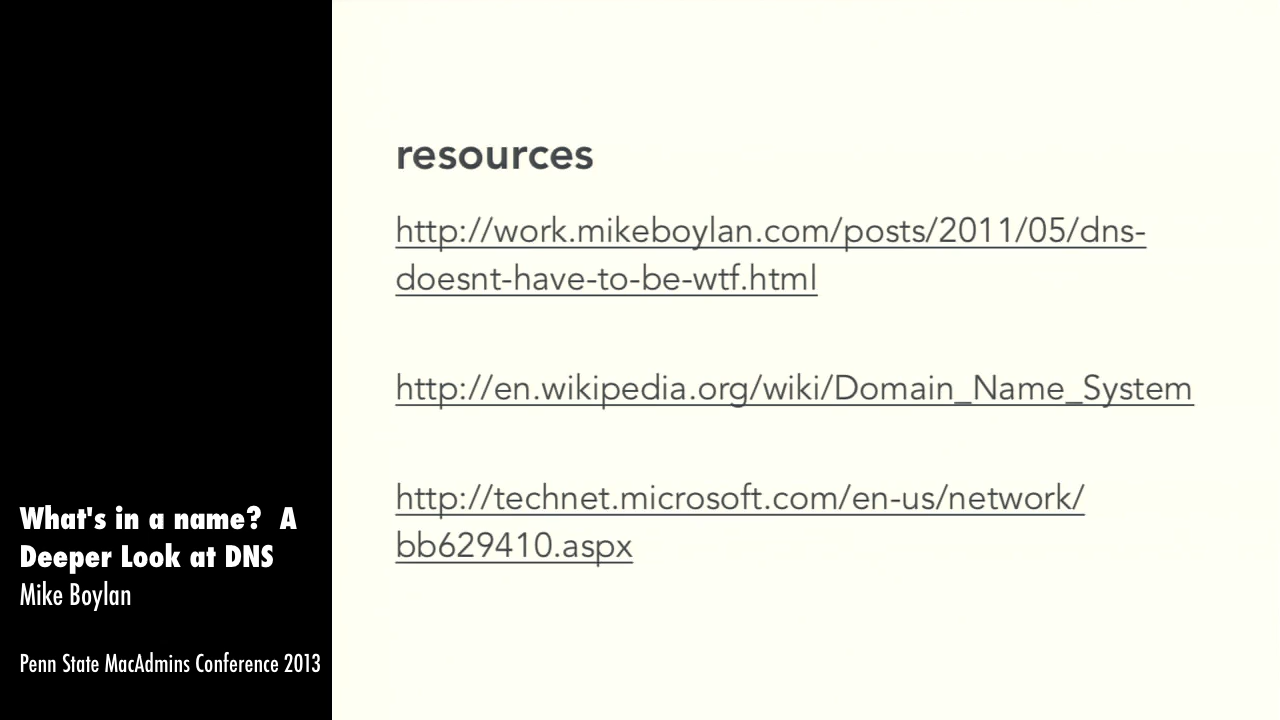 resources
http://work.mikeboylan.com/posts/2011/05/dns-
doesnt-have-to-be-wtf.html
http://en.wikipedia.org/wiki/Domain_Name_System
http://technet.microsoft.com/en-us/network/
bb629410.aspx
What's in a name?  A
Deeper Look at DNS
Mike Boylan
Penn State MacAdmins Conference 2013